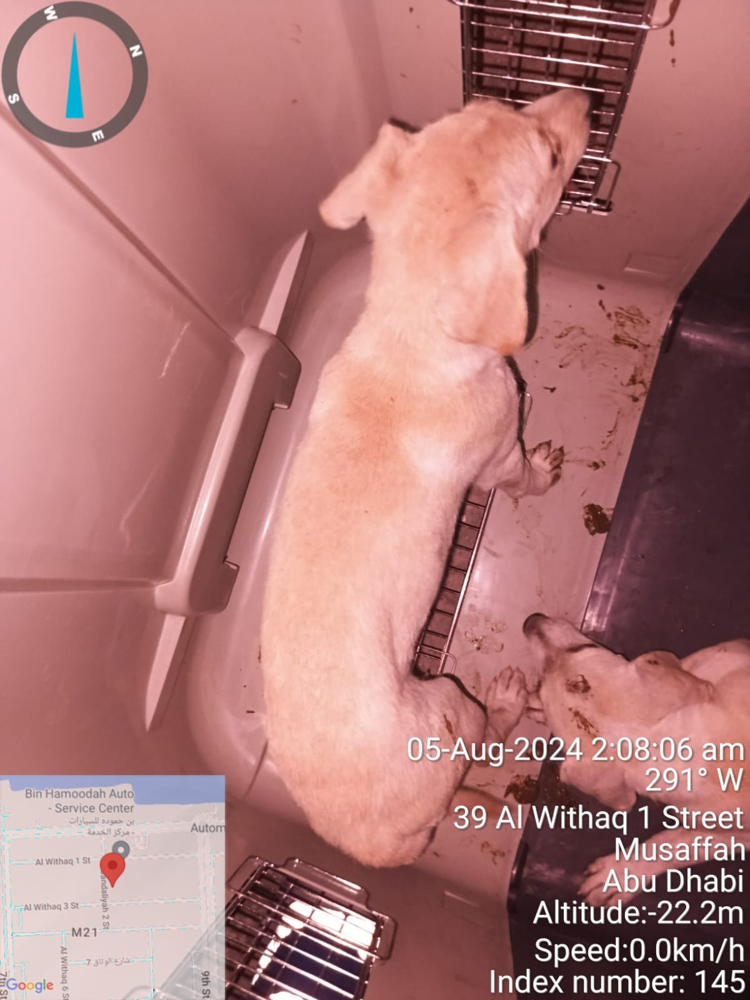 W
N
S
E
05-Aug-2024 2:08:06 am
291° W
39 Al Withaq 1 Street
Musaffah
Abu Dhabi
Altitude:-22.2m
Speed:0.0km/h
Index number: 145
Bin Hamoodah Auto
- Service Center
بن حموده للسيارات
- مركز الخدمة
Autom
Al Withaq 1 St
andaliyah 2 St
Al Withaq 3 St
M21
شارع الوثاق 7
Al Withaq 6 St
7th St
9th St
Google